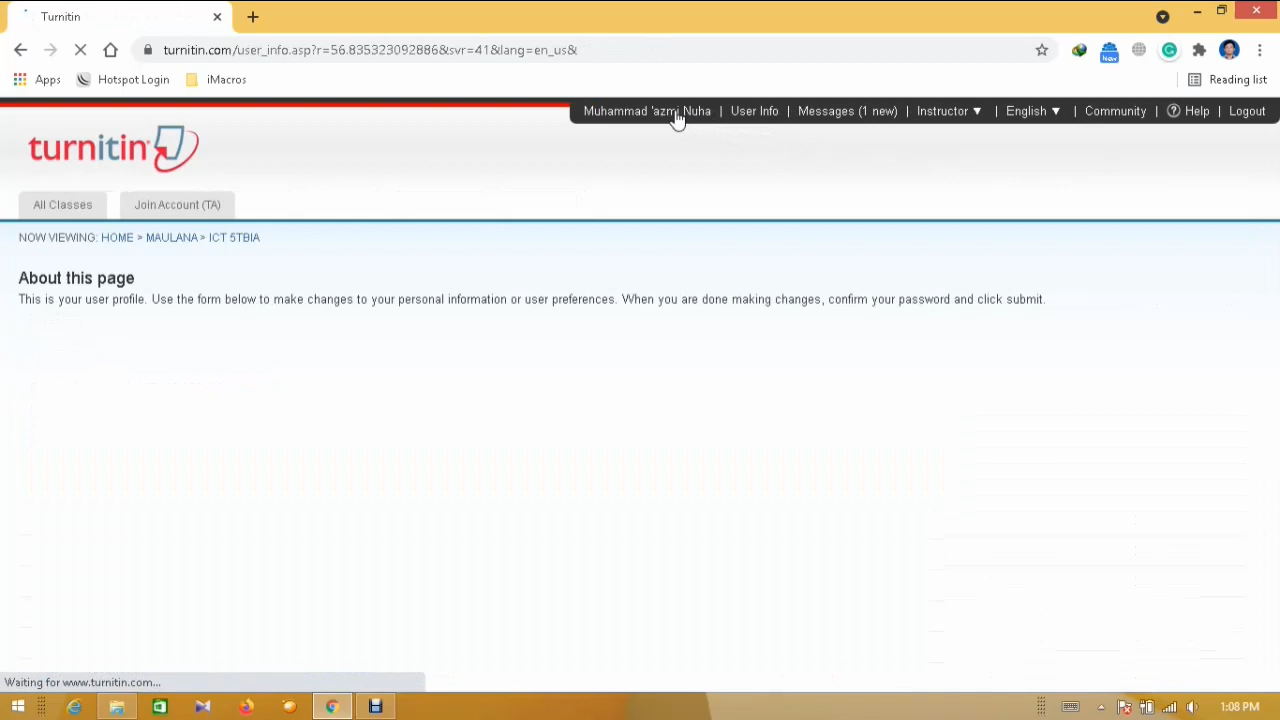 Turnitin
turnitin.com/user_info.asp?r=56.835323092886&svr=41&lang=en_us&
Now
Apps
Hotspot Login
iMacros
Reading list
Muhammad 'azmi Nuha | User Info | Messages (1 new) | Instructor ▼ | English ▼ | Community | ? Help | Logout
turnitin
All Classes
Join Account (TA)
NOW VIEWING: HOME > MAULANA > ICT 5TBIA
About this page
This is your user profile. Use the form below to make changes to your personal information or user preferences. When you are done making changes, confirm your password and click submit.
Waiting for www.turnitin.com...
1:08 PM